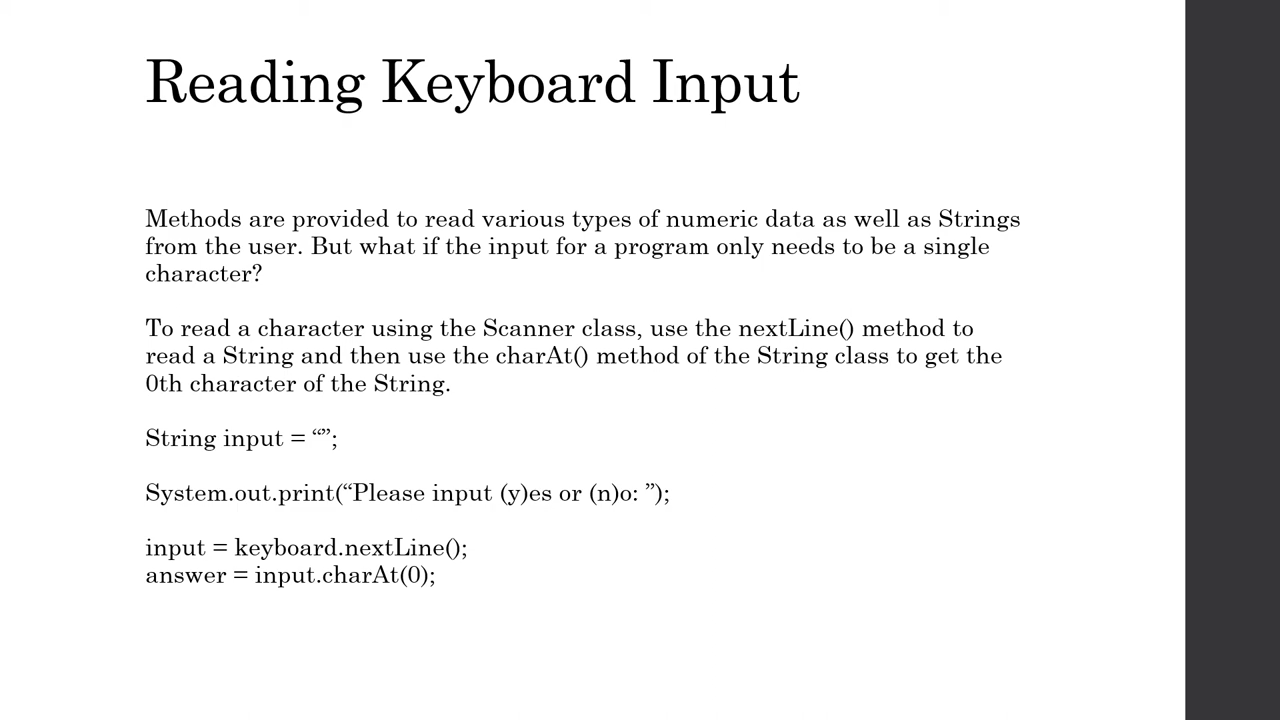 Reading Keyboard Input
Methods are provided to read various types of numeric data as well as Strings
from the user. But what if the input for a program only needs to be a single
character?
To read a character using the Scanner class, use the nextLine() method to
read a String and then use the charAt() method of the String class to get the
0th character of the String.
String input = “”;
System.out.print(“Please input (y)es or (n)o: ”);
input = keyboard.nextLine();
answer = input.charAt(0);